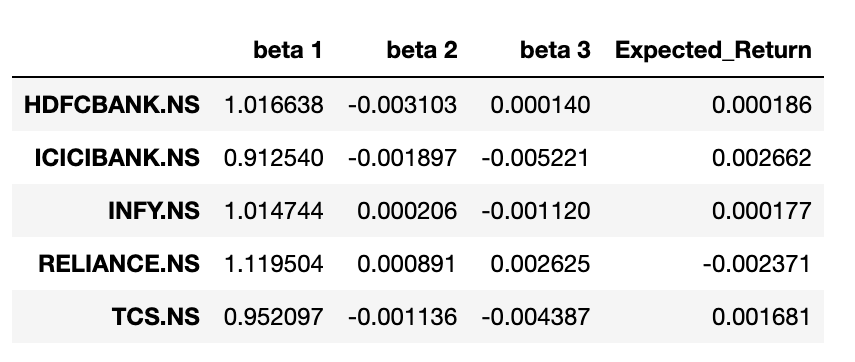 beta 1 beta 2 beta 3 Expected_Return
HDFCBANK.NS 1.016638 -0.003103 0.000140 0.000186
ICICIBANK.NS 0.912540 -0.001897 -0.005221 0.002662
INFY.NS 1.014744 0.000206 -0.001120 0.000177
RELIANCE.NS 1.119504 0.000891 0.002625 -0.002371
TCS.NS 0.952097 -0.001136 -0.004387 0.001681